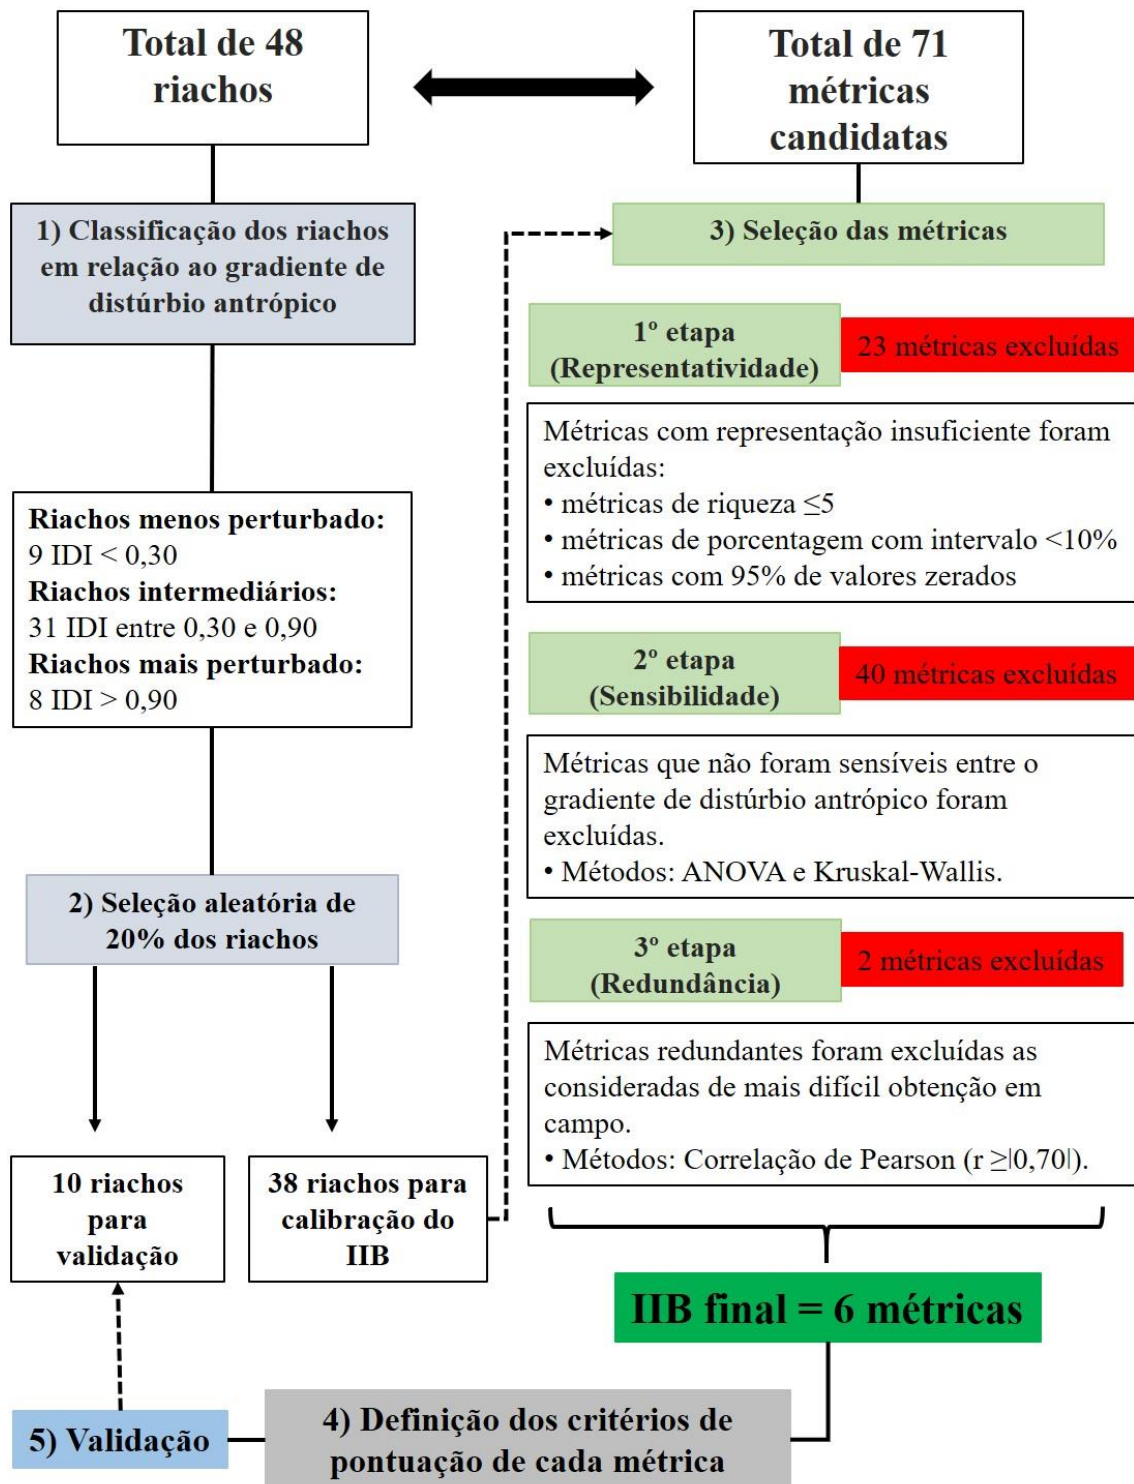 Total de 48
riachos
Total de 71
métricas
candidatas
1) Classificação dos riachos
em relação ao gradiente de
distúrbio antrópico
Riachos menos perturbado:
9 IDI < 0,30
Riachos intermediários:
31 IDI entre 0,30 e 0,90
Riachos mais perturbado:
8 IDI > 0,90
2) Seleção aleatória de
20% dos riachos
10 riachos
para
validação
38 riachos para
calibração do
IIB
3) Seleção das métricas
1º etapa
(Representatividade)
23 métricas excluídas
Métricas com representação insuficiente foram
excluídas:
• métricas de riqueza ≤5
• métricas de porcentagem com intervalo <10%
• métricas com 95% de valores zerados
2º etapa
(Sensibilidade)
40 métricas excluídas
Métricas que não foram sensíveis entre o
gradiente de distúrbio antrópico foram
excluídas.
• Métodos: ANOVA e Kruskal-Wallis.
3º etapa
(Redundância)
2 métricas excluídas
Métricas redundantes foram excluídas as
consideradas de mais difícil obtenção em
campo.
• Métodos: Correlação de Pearson (r ≥|0,70|).
IIB final = 6 métricas
4) Definição dos critérios de
pontuação de cada métrica
5) Validação